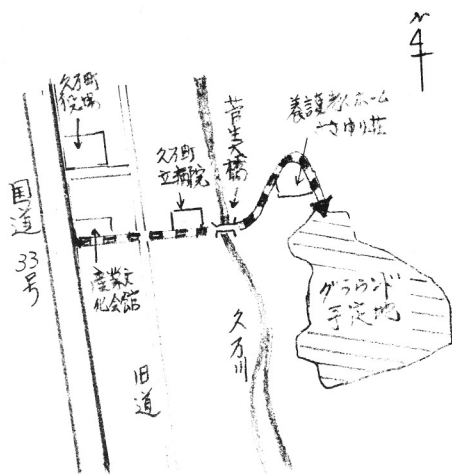 N
久万町
役場
養護老人ホーム
さゆり荘
菅生大橋
久万町
立病院
国道
33号
産業文
化会館
グラウンド
予定地
久万川
旧道